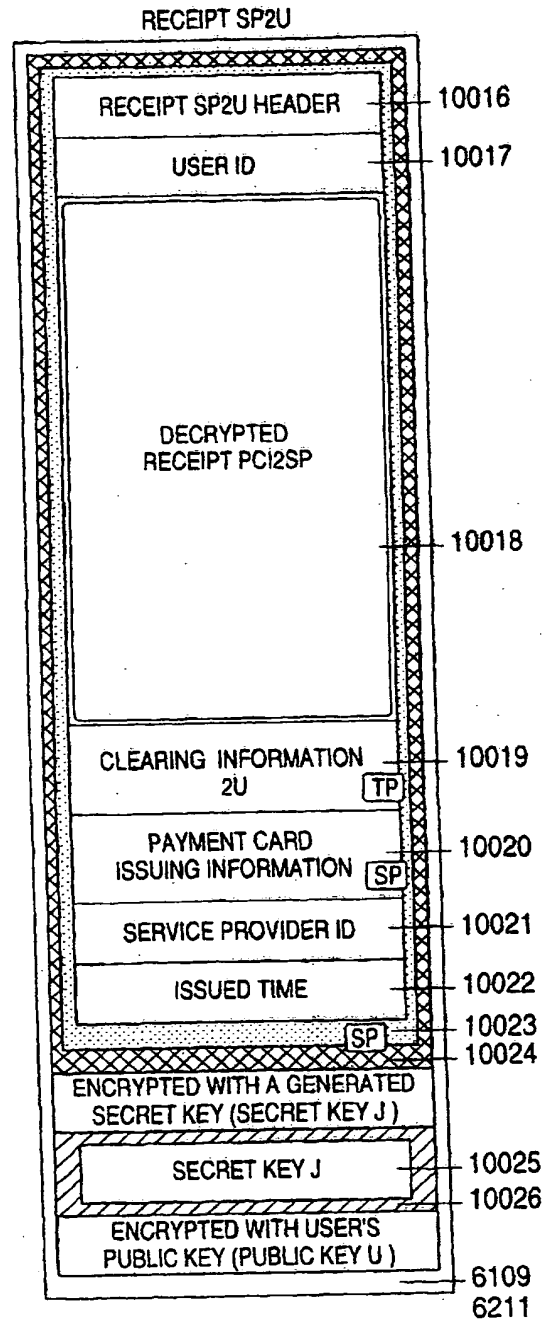 RECEIPT SP2U
RECEIPT SP2U HEADER
10016
USER ID
10017
DECRYPTED
RECEIPT PCI2SP
10018
CLEARING INFORMATION
2U
TP
10019
PAYMENT CARD
ISSUING INFORMATION
SP
10020
SERVICE PROVIDER ID
10021
ISSUED TIME
10022
SP
10023
10024
ENCRYPTED WITH A GENERATED
SECRET KEY (SECRET KEY J )
SECRET KEY J
10025
10026
ENCRYPTED WITH USER'S
PUBLIC KEY (PUBLIC KEY U )
6109
6211